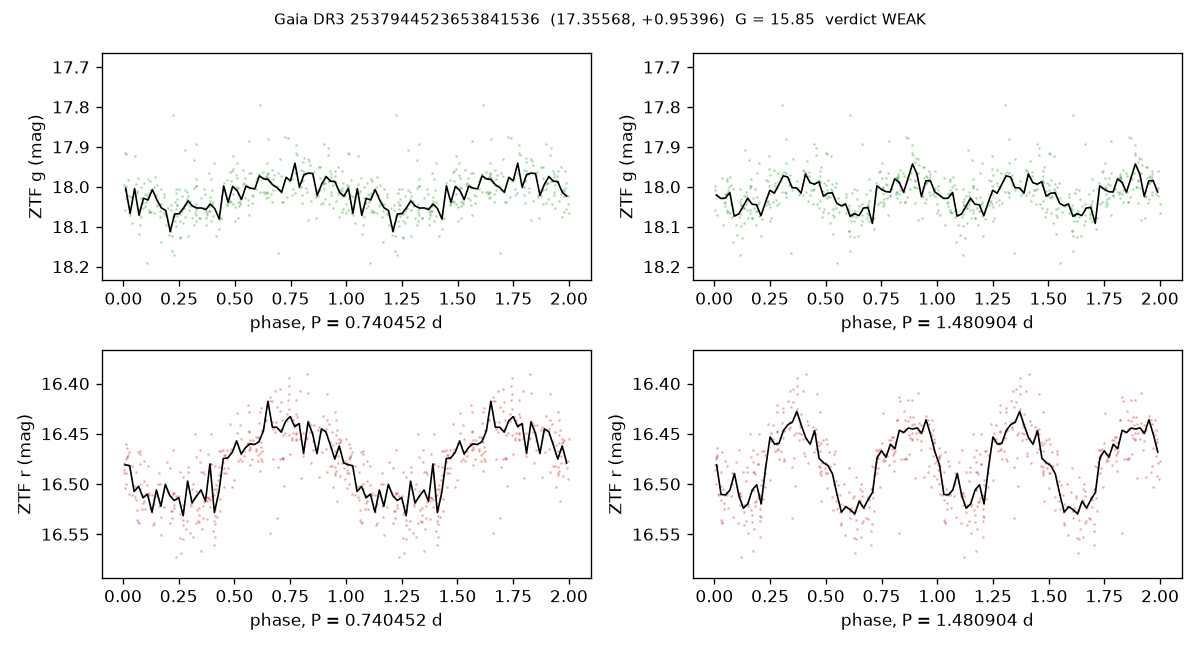 Gaia DR3 2537944523653841536  (17.35568, +0.95396)  G = 15.85  verdict WEAK
17.7
17.8
17.9
18.0
18.1
18.2
ZTF g (mag)
0.00 0.25 0.50 0.75 1.00 1.25 1.50 1.75 2.00
phase, P = 0.740452 d
17.7
17.8
17.9
18.0
18.1
18.2
ZTF g (mag)
0.00 0.25 0.50 0.75 1.00 1.25 1.50 1.75 2.00
phase, P = 1.480904 d
16.40
16.45
16.50
16.55
ZTF r (mag)
0.00 0.25 0.50 0.75 1.00 1.25 1.50 1.75 2.00
phase, P = 0.740452 d
16.40
16.45
16.50
16.55
ZTF r (mag)
0.00 0.25 0.50 0.75 1.00 1.25 1.50 1.75 2.00
phase, P = 1.480904 d